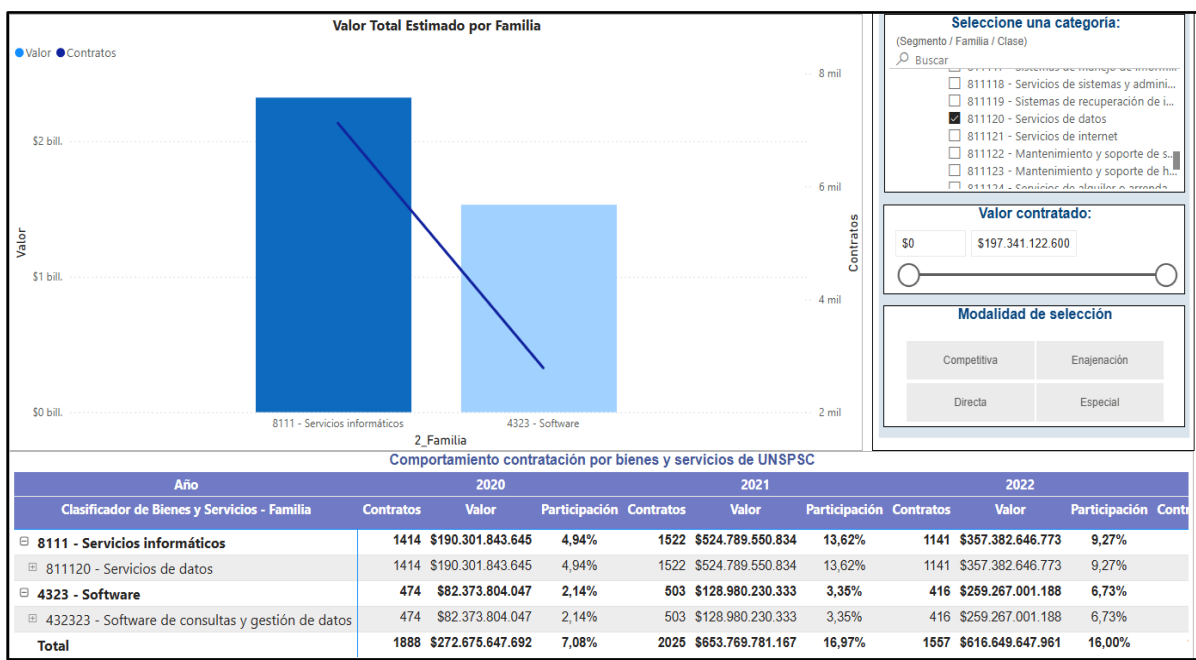 Valor Total Estimado por Familia
Valor Contratos
8 mil
$2 bill.
6 mil
Valor
Contratos
$1 bill.
4 mil
$0 bill.
2 mil
8111 - Servicios informáticos 4323 - Software
2_Familia
Seleccione una categoría:
(Segmento / Familia / Clase)
Buscar
811118 - Servicios de sistemas y admini...
811119 - Sistemas de recuperación de i...
811120 - Servicios de datos
811121 - Servicios de internet
811122 - Mantenimiento y soporte de s...
811123 - Mantenimiento y soporte de h...
811124 - Servicios de alquiler o arrenda
Valor contratado:
$0 $197.341.122.600
Modalidad de selección
Competitiva Enajenación
Directa Especial
Comportamiento contratación por bienes y servicios de UNSPSC
Año 2020 2021 2022
Clasificador de Bienes y Servicios - Familia Contratos Valor Participación Contratos Valor Participación Contratos Valor Participación Contr
8111 - Servicios informáticos 1414 $190.301.843.645 4,94% 1522 $524.789.550.834 13,62% 1141 $357.382.646.773 9,27%
811120 - Servicios de datos 1414 $190.301.843.645 4,94% 1522 $524.789.550.834 13,62% 1141 $357.382.646.773 9,27%
4323 - Software 474 $82.373.804.047 2,14% 503 $128.980.230.333 3,35% 416 $259.267.001.188 6,73%
432323 - Software de consultas y gestión de datos 474 $82.373.804.047 2,14% 503 $128.980.230.333 3,35% 416 $259.267.001.188 6,73%
Total 1888 $272.675.647.692 7,08% 2025 $653.769.781.167 16,97% 1557 $616.649.647.961 16,00%